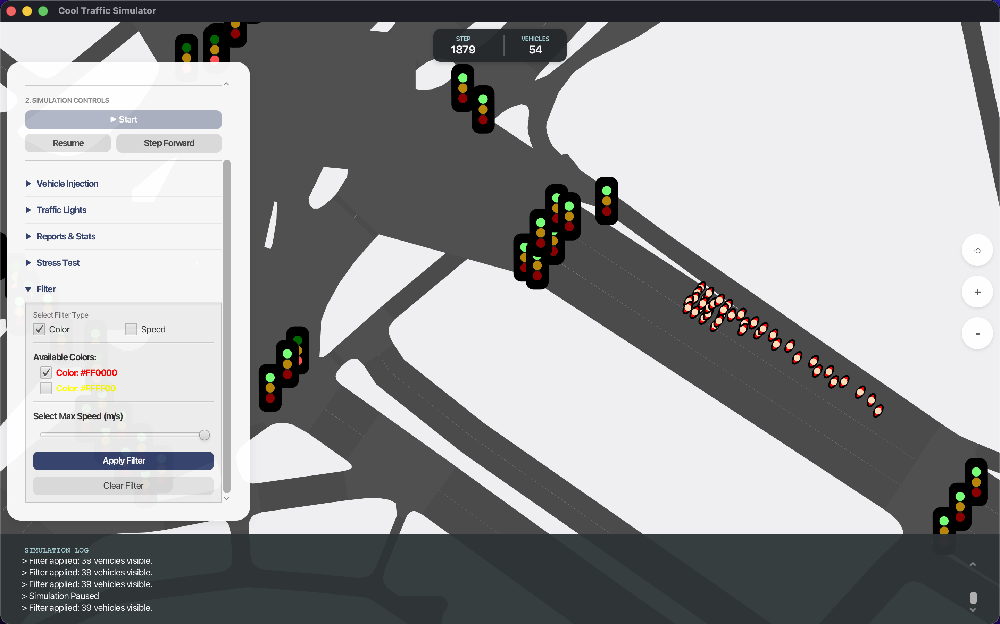 Cool Traffic Simulator
STEP
1879
VEHICLES
54
2. SIMULATION CONTROLS
Start
Resume
Step Forward
Vehicle Injection
Traffic Lights
Reports & Stats
Stress Test
Filter
Select Filter Type
Color
Speed
Available Colors:
Color: #FF0000
Color: #FFFF00
Select Max Speed (m/s)
Apply Filter
Clear Filter
+
-
SIMULATION LOG
> Filter applied: 39 vehicles visible.
> Filter applied: 39 vehicles visible.
> Filter applied: 39 vehicles visible.
> Simulation Paused
> Filter applied: 39 vehicles visible.